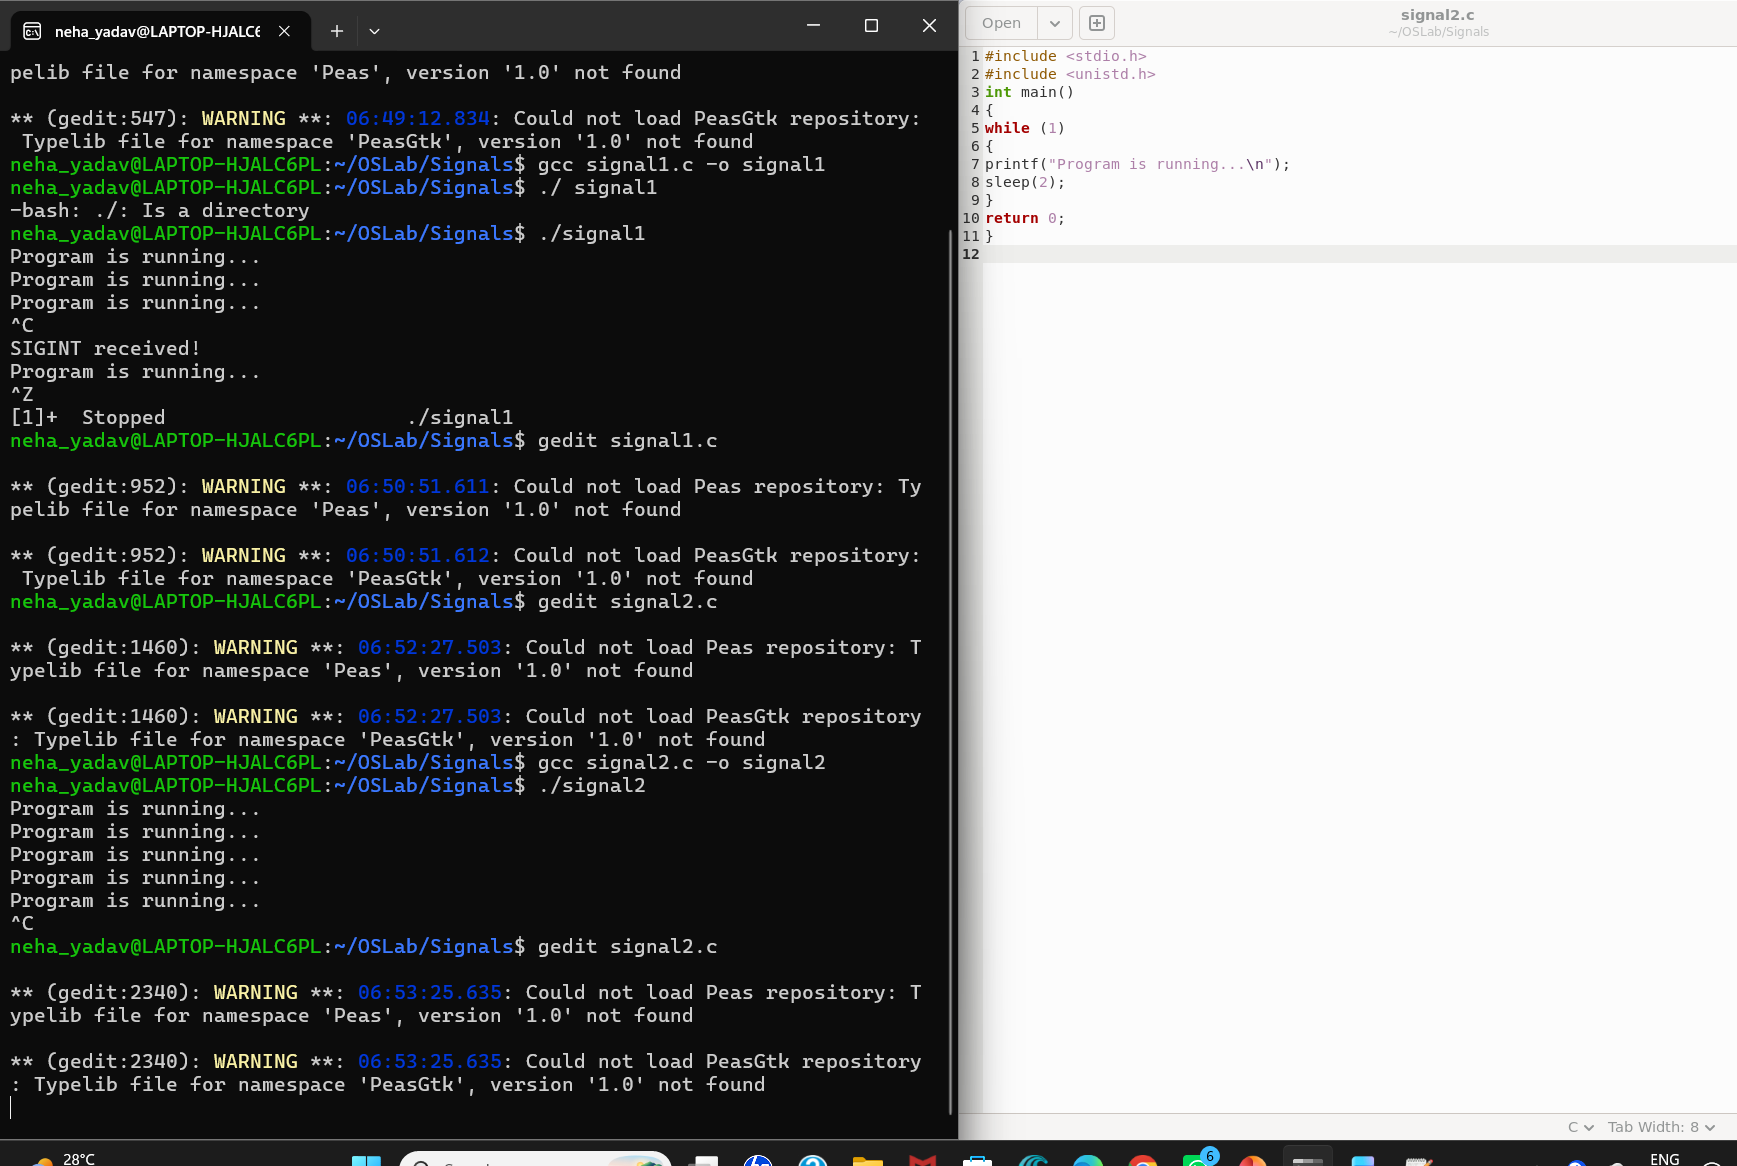 neha_yadav@LAPTOP-HJALC6
pelib file for namespace 'Peas', version '1.0' not found
** (gedit:547): WARNING **: 06:49:12.834: Could not load PeasGtk repository:
 Typelib file for namespace 'PeasGtk', version '1.0' not found
neha_yadav@LAPTOP-HJALC6PL:~/OSLab/Signals$ gcc signal1.c -o signal1
neha_yadav@LAPTOP-HJALC6PL:~/OSLab/Signals$ ./ signal1
-bash: ./: Is a directory
neha_yadav@LAPTOP-HJALC6PL:~/OSLab/Signals$ ./signal1
Program is running...
Program is running...
Program is running...
^C
SIGINT received!
Program is running...
^Z
[1]+  Stopped                    ./signal1
neha_yadav@LAPTOP-HJALC6PL:~/OSLab/Signals$ gedit signal1.c
** (gedit:952): WARNING **: 06:50:51.611: Could not load Peas repository: Ty
pelib file for namespace 'Peas', version '1.0' not found
** (gedit:952): WARNING **: 06:50:51.612: Could not load PeasGtk repository:
 Typelib file for namespace 'PeasGtk', version '1.0' not found
neha_yadav@LAPTOP-HJALC6PL:~/OSLab/Signals$ gedit signal2.c
** (gedit:1460): WARNING **: 06:52:27.503: Could not load Peas repository: T
ypelib file for namespace 'Peas', version '1.0' not found
** (gedit:1460): WARNING **: 06:52:27.503: Could not load PeasGtk repository
: Typelib file for namespace 'PeasGtk', version '1.0' not found
neha_yadav@LAPTOP-HJALC6PL:~/OSLab/Signals$ gcc signal2.c -o signal2
neha_yadav@LAPTOP-HJALC6PL:~/OSLab/Signals$ ./signal2
Program is running...
Program is running...
Program is running...
Program is running...
Program is running...
^C
neha_yadav@LAPTOP-HJALC6PL:~/OSLab/Signals$ gedit signal2.c
** (gedit:2340): WARNING **: 06:53:25.635: Could not load Peas repository: T
ypelib file for namespace 'Peas', version '1.0' not found
** (gedit:2340): WARNING **: 06:53:25.635: Could not load PeasGtk repository
: Typelib file for namespace 'PeasGtk', version '1.0' not found
Open
signal2.c
~/OSLab/Signals
1 #include <stdio.h>
2 #include <unistd.h>
3 int main()
4 {
5 while (1)
6 {
7 printf("Program is running...\n");
8 sleep(2);
9 }
10 return 0;
11 }
12
C
Tab Width: 8
28°C
6
ENG